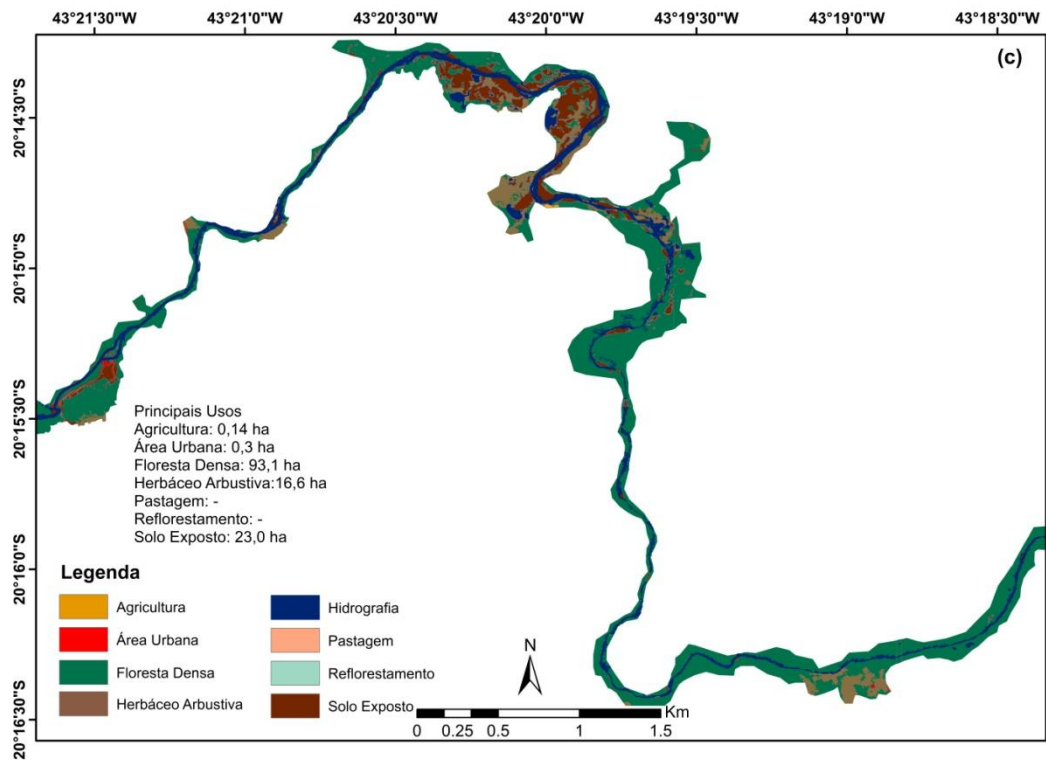 43°21'30"W 43°21'0"W 43°20'30"W 43°20'0"W 43°19'30"W 43°19'0"W 43°18'30"W
(c)
20°14'30"S
20°15'0"S
20°15'30"S
20°16'0"S
20°16'30"S
Principais Usos
Agricultura: 0,14 ha
Área Urbana: 0,3 ha
Floresta Densa: 93,1 ha
Herbáceo Arbustiva:16,6 ha
Pastagem: -
Reflorestamento: -
Solo Exposto: 23,0 ha
Legenda
Agricultura
Área Urbana
Floresta Densa
Herbáceo Arbustiva
Hidrografia
Pastagem
Reflorestamento
Solo Exposto
N
Km
0 0.25 0.5 1 1.5